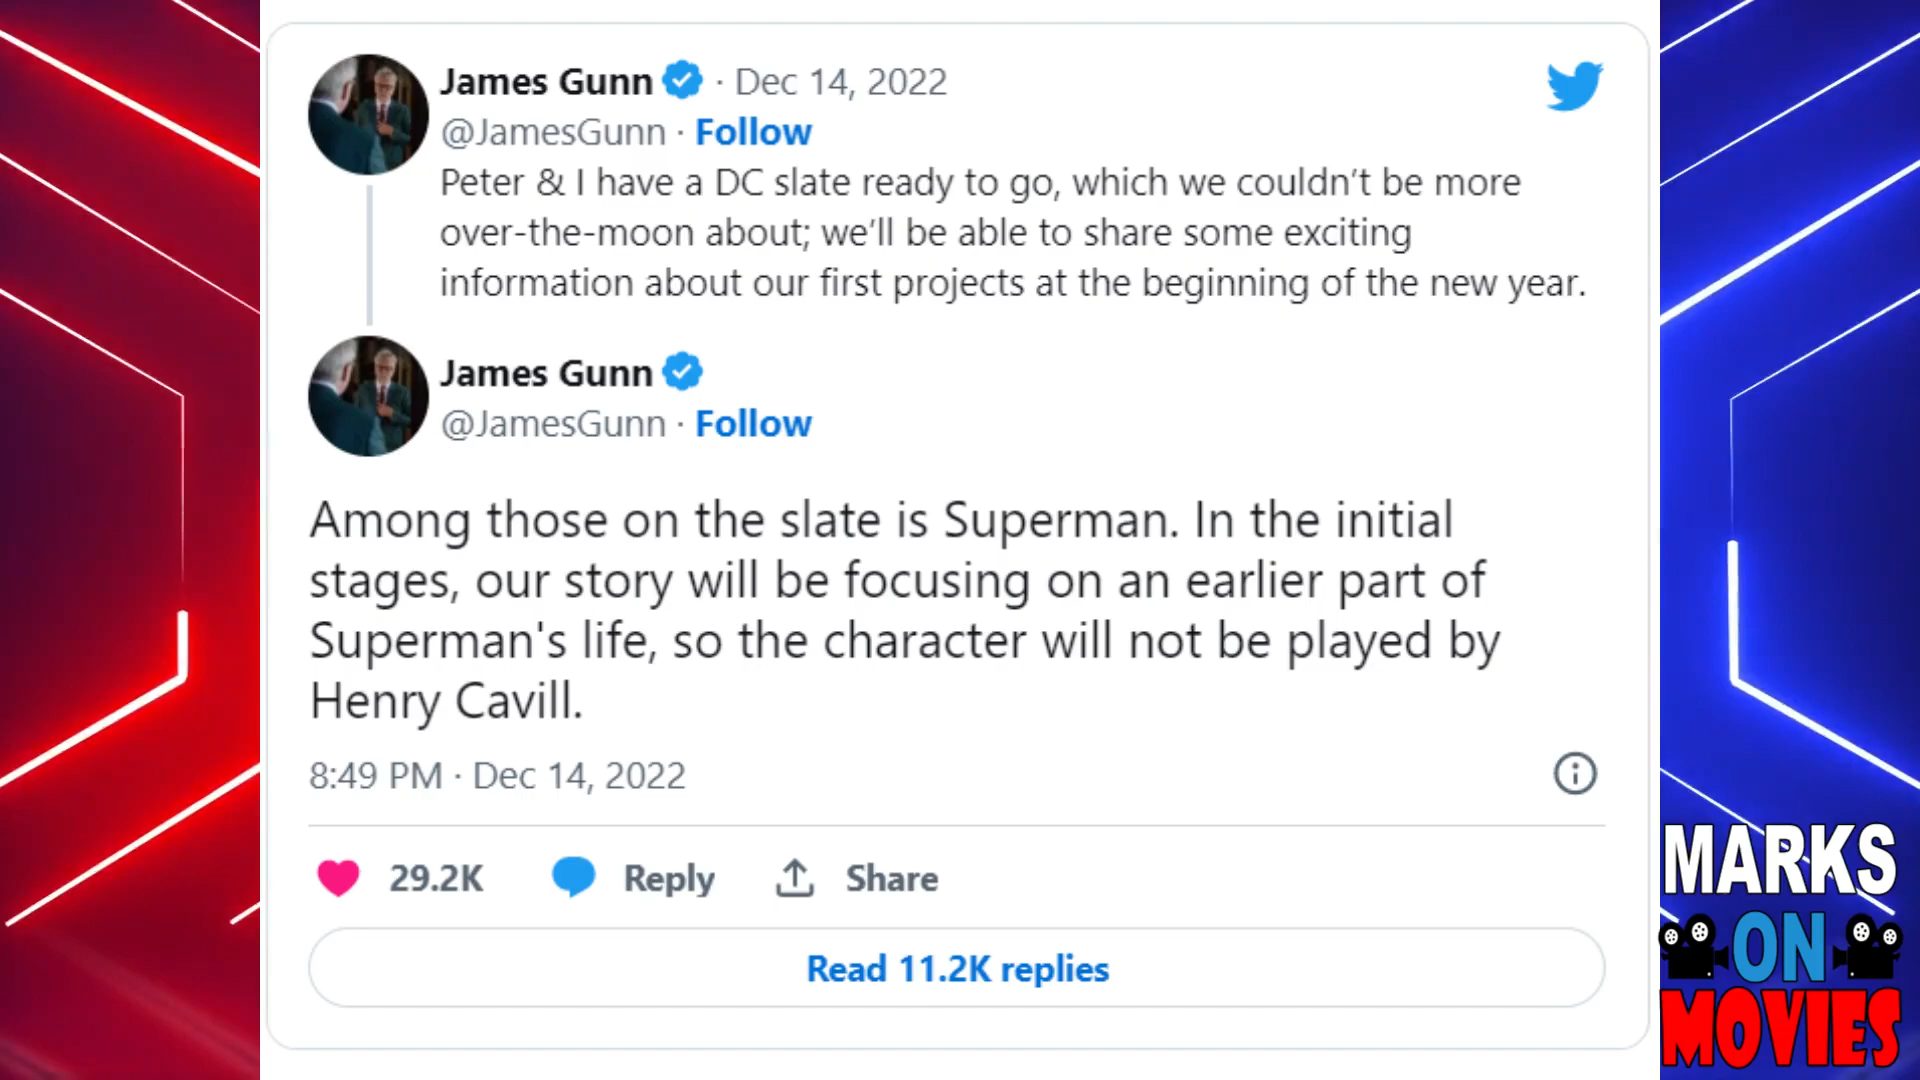 James Gunn · Dec 14, 2022
@JamesGunn · Follow
Peter & I have a DC slate ready to go, which we couldn’t be more
over-the-moon about; we’ll be able to share some exciting
information about our first projects at the beginning of the new year.
James Gunn
@JamesGunn · Follow
Among those on the slate is Superman. In the initial
stages, our story will be focusing on an earlier part of
Superman's life, so the character will not be played by
Henry Cavill.
8:49 PM · Dec 14, 2022
29.2K Reply Share
Read 11.2K replies
MARKS
ON
MOVIES